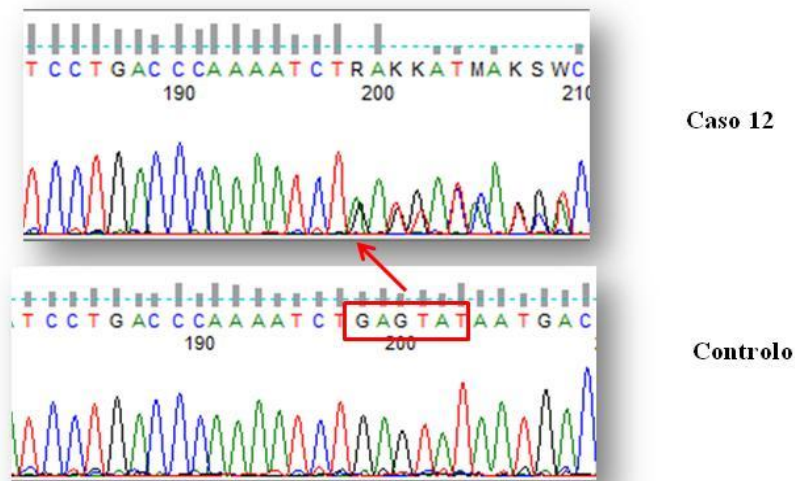 T C C T G A C C C A A A A T C T R A K K A T M A K S W C
190 200 210
Caso 12
T C C T G A C C C A A A A T C T G A G T A T A A T G A C
190 200
Controlo